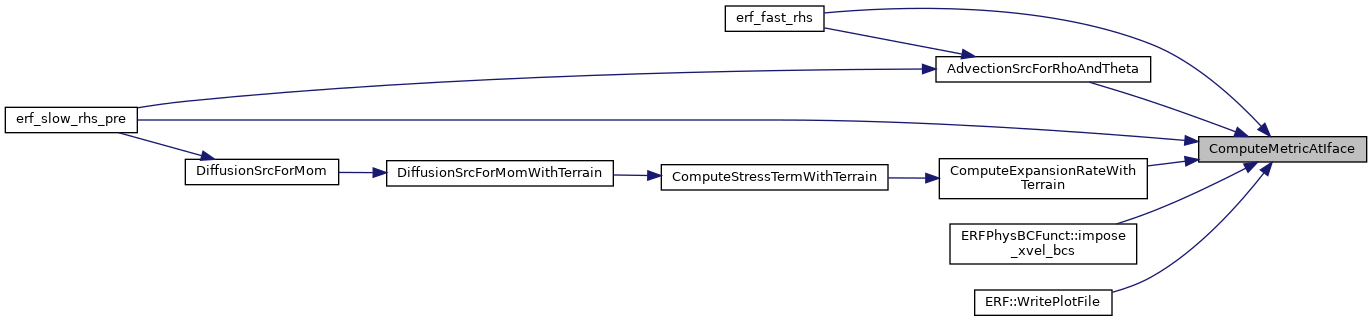 erf_fast_rhs
AdvectionSrcForRhoAndTheta
erf_slow_rhs_pre
ComputeMetricAtIface
DiffusionSrcForMom
DiffusionSrcForMomWithTerrain
ComputeStressTermWithTerrain
ComputeExpansionRateWith
Terrain
ERFPhysBCFunct::impose
_xvel_bcs
ERF::WritePlotFile